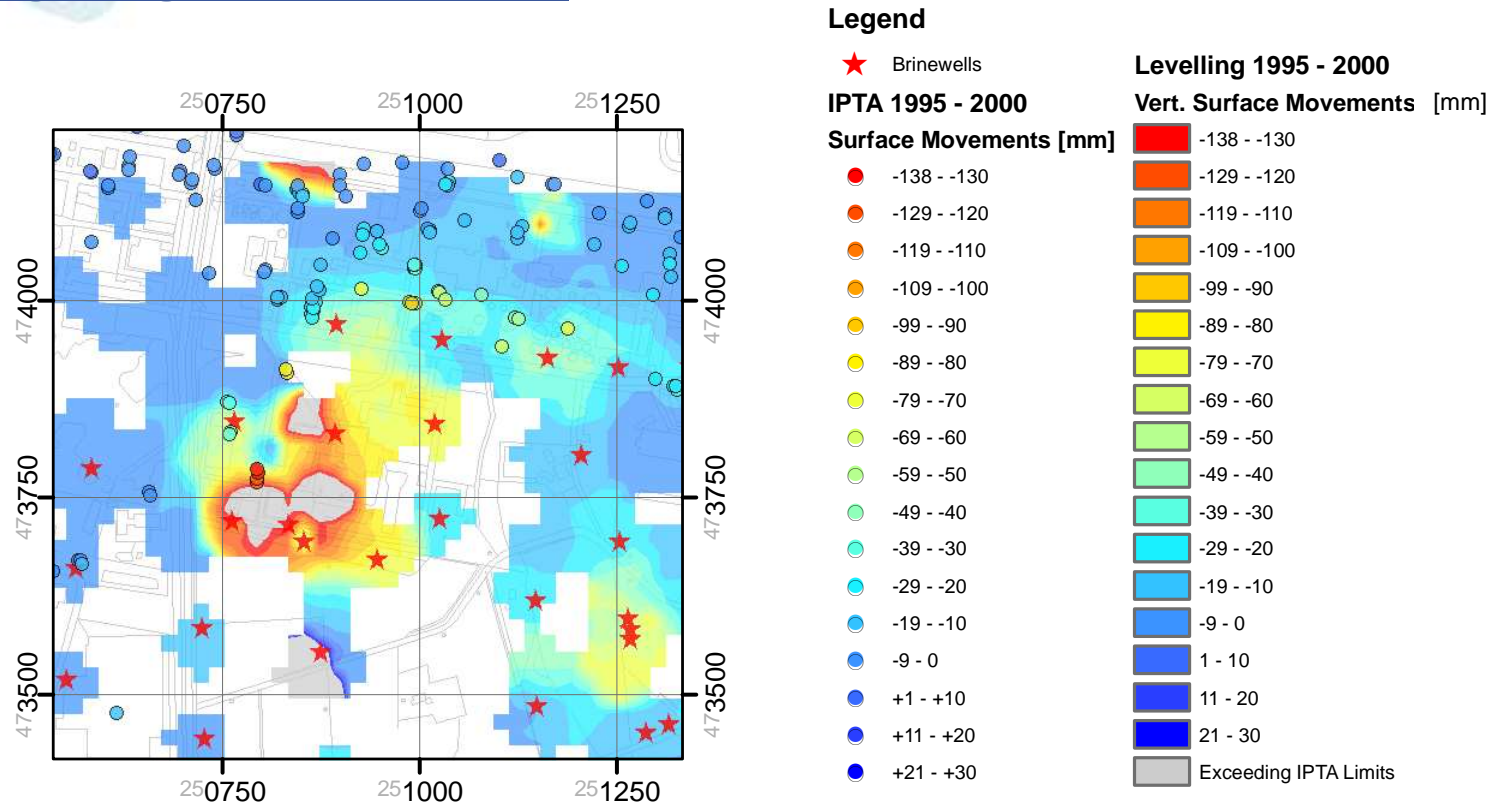 Legend
Brinewells
IPTA 1995 - 2000
Surface Movements [mm]
-138 - -130
-129 - -120
-119 - -110
-109 - -100
-99 - -90
-89 - -80
-79 - -70
-69 - -60
-59 - -50
-49 - -40
-39 - -30
-29 - -20
-19 - -10
-9 - 0
+1 - +10
+11 - +20
+21 - +30
Levelling 1995 - 2000
Vert. Surface Movements [mm]
-138 - -130
-129 - -120
-119 - -110
-109 - -100
-99 - -90
-89 - -80
-79 - -70
-69 - -60
-59 - -50
-49 - -40
-39 - -30
-29 - -20
-19 - -10
-9 - 0
1 - 10
11 - 20
21 - 30
Exceeding IPTA Limits
250750 251000 251250
474000
473750
473500
474000
473750
473500
250750 251000 251250